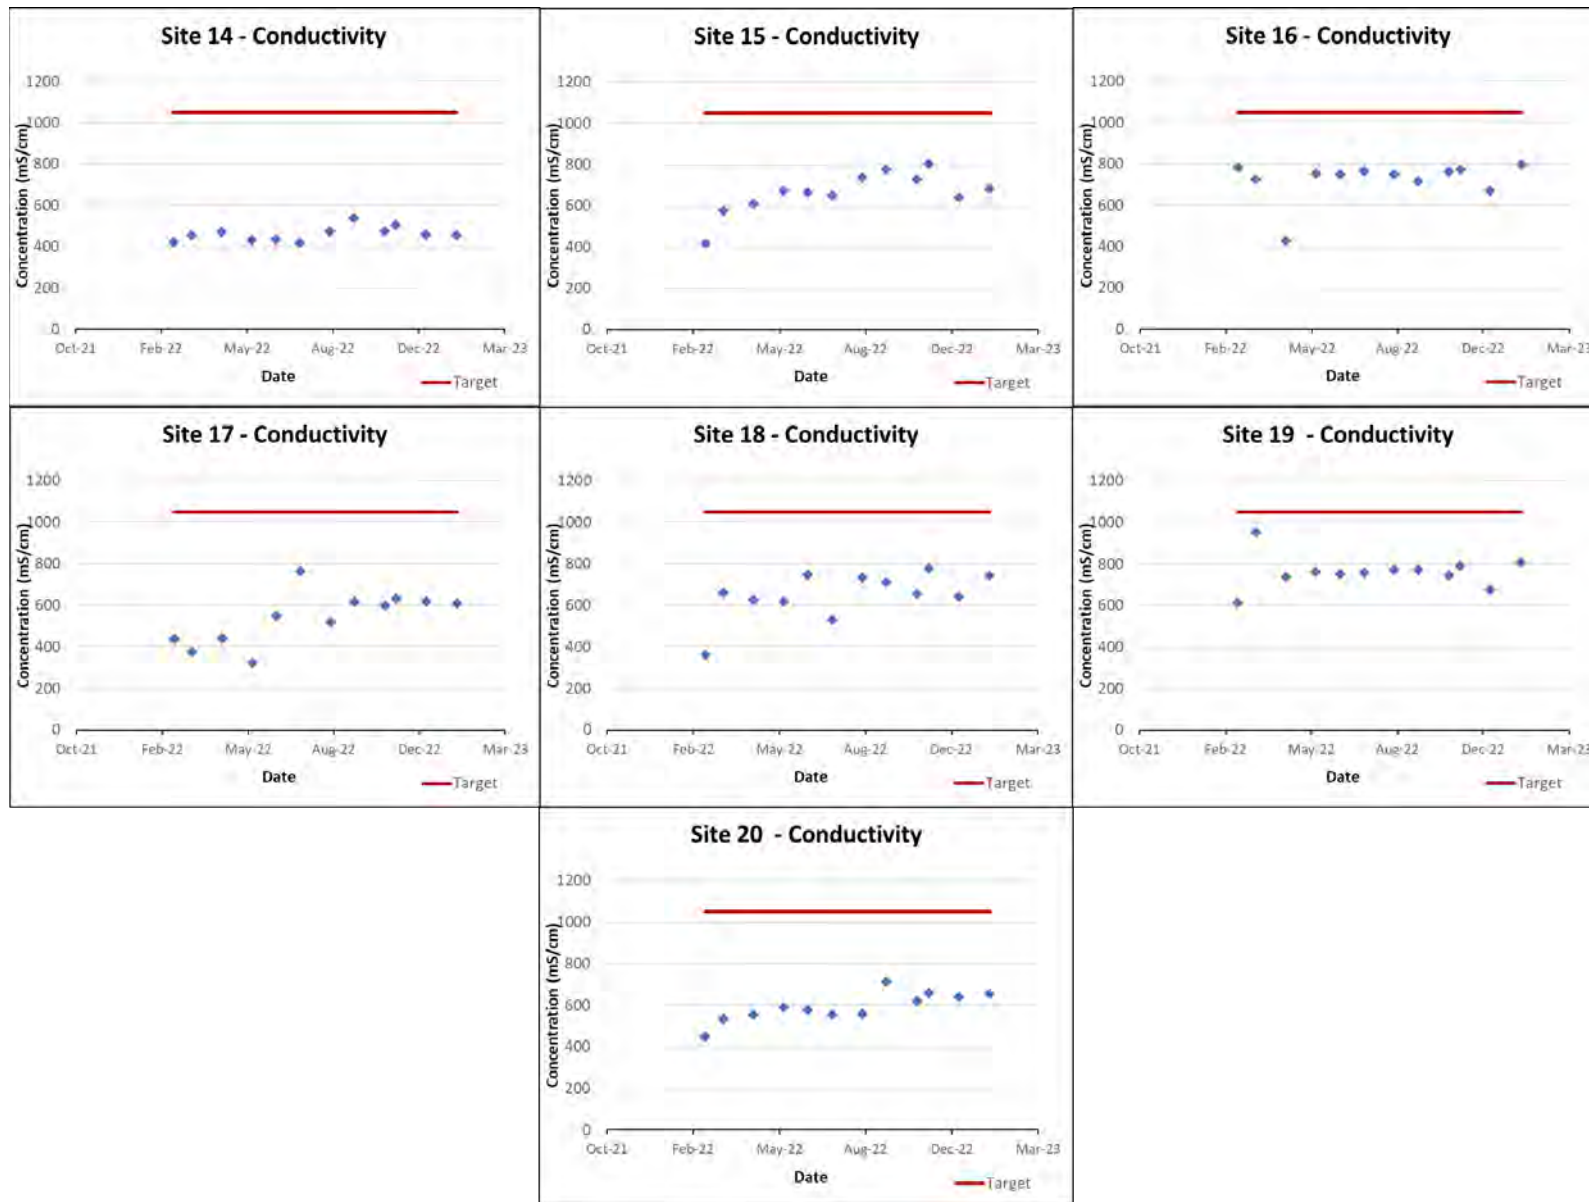 Site 14 - Conductivity
1200
1000
800
600
400
200
0
Concentration (mS/cm)
Oct-21 Feb-22 May-22 Aug-22 Dec-22 Mar-23
Date
Target
Site 15 - Conductivity
1200
1000
800
600
400
200
0
Concentration (mS/cm)
Oct-21 Feb-22 May-22 Aug-22 Dec-22 Mar-23
Date
Target
Site 16 - Conductivity
1200
1000
800
600
400
200
0
Concentration (mS/cm)
Oct-21 Feb-22 May-22 Aug-22 Dec-22 Mar-23
Date
Target
Site 17 - Conductivity
1200
1000
800
600
400
200
0
Concentration (mS/cm)
Oct-21 Feb-22 May-22 Aug-22 Dec-22 Mar-23
Date
Target
Site 18 - Conductivity
1200
1000
800
600
400
200
0
Concentration (mS/cm)
Oct-21 Feb-22 May-22 Aug-22 Dec-22 Mar-23
Date
Target
Site 19 - Conductivity
1200
1000
800
600
400
200
0
Concentration (mS/cm)
Oct-21 Feb-22 May-22 Aug-22 Dec-22 Mar-23
Date
Target
Site 20 - Conductivity
1200
1000
800
600
400
200
0
Concentration (mS/cm)
Oct-21 Feb-22 May-22 Aug-22 Dec-22 Mar-23
Date
Target